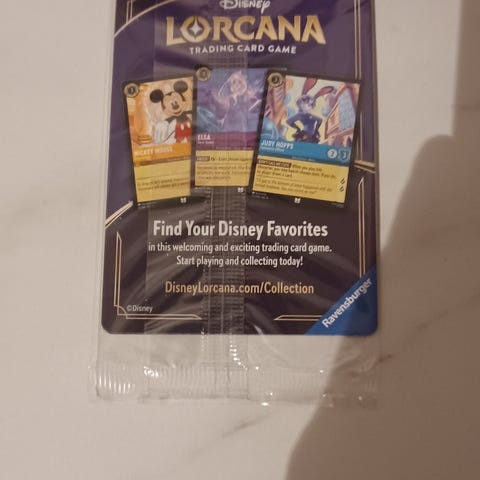 Disney
LORCANA
TRADING CARD GAME
MICKEY MOUSE
ELSA
JUDY HOPPS
Find Your Disney Favorites
in this welcoming and exciting trading card game.
Start playing and collecting today!
DisneyLorcana.com/Collection
©Disney
Ravensburger